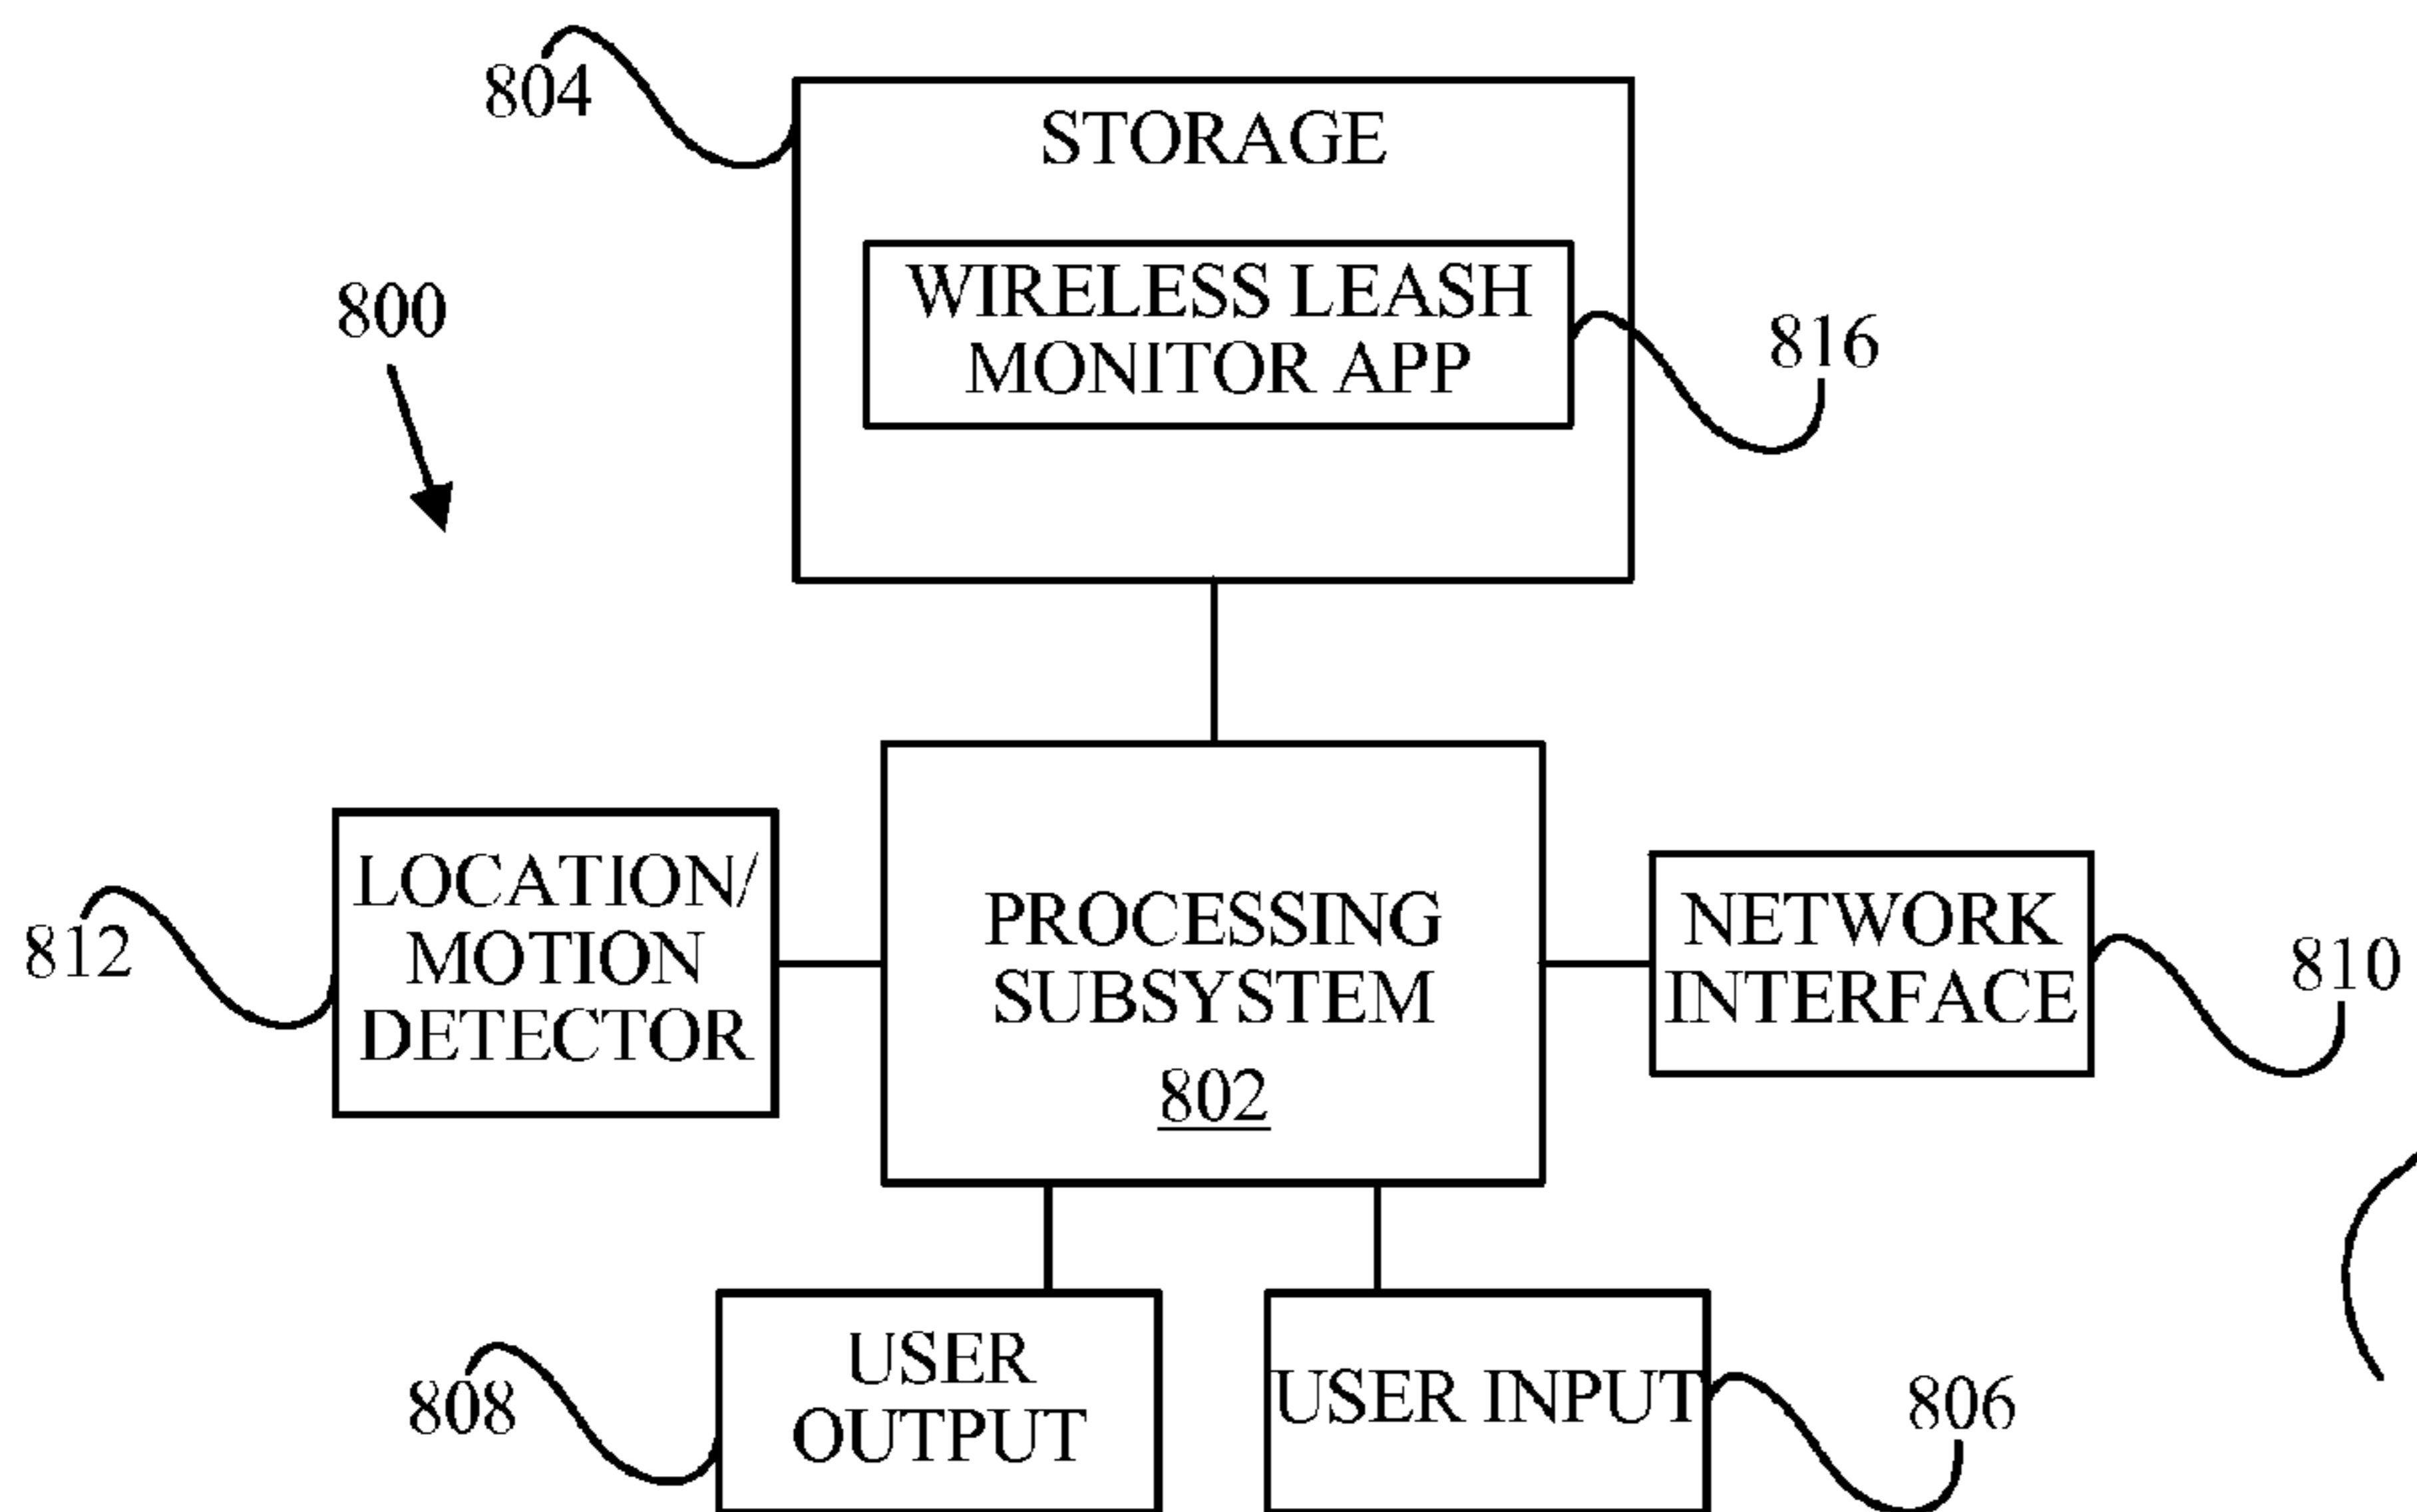 804
STORAGE
WIRELESS LEASH
MONITOR APP
800
816
LOCATION/
MOTION
DETECTOR
812
PROCESSING
SUBSYSTEM
802
NETWORK
INTERFACE
810
USER
OUTPUT
808
USER INPUT
806